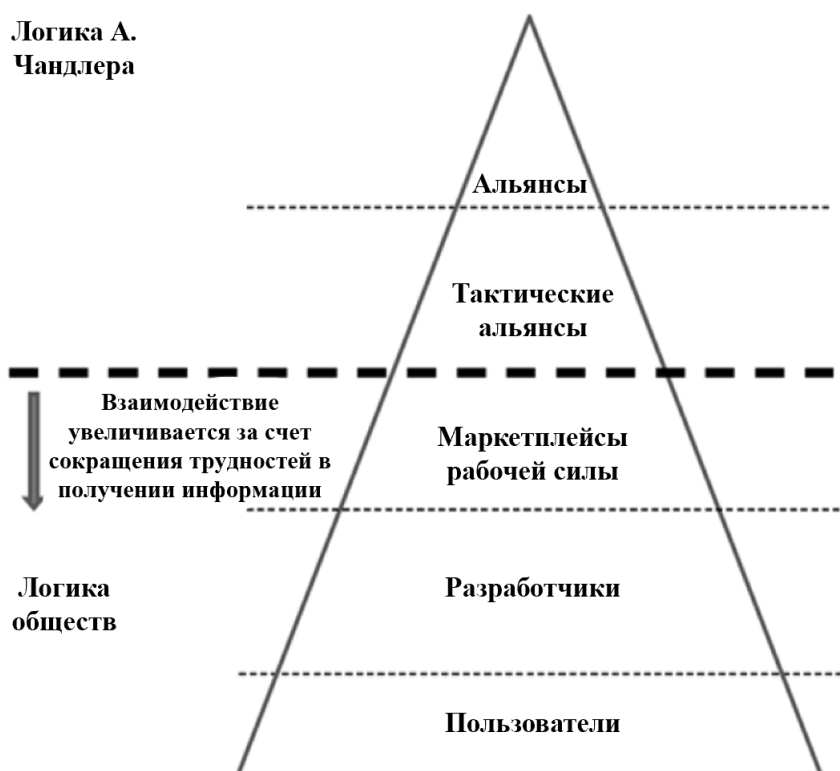 Логика А.
Чандлера
Альянсы
Тактические
альянсы
Взаимодействие
увеличивается за счет
сокращения трудностей в
получении информации
Маркетплейсы
рабочей силы
Логика
обществ
Разработчики
Пользователи